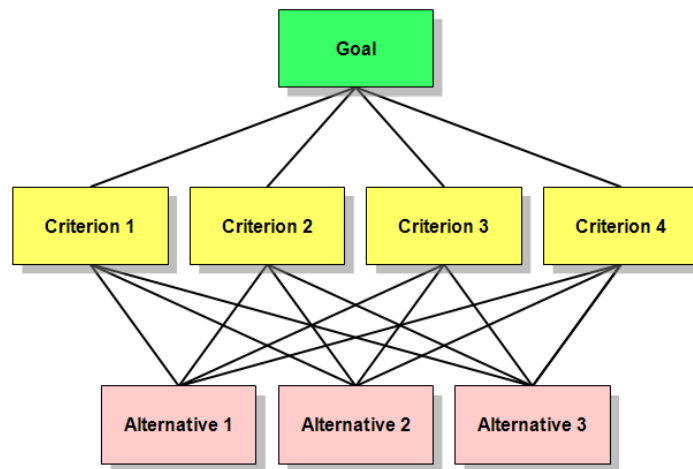 Goal
Criterion 1
Criterion 2
Criterion 3
Criterion 4
Alternative 1
Alternative 2
Alternative 3